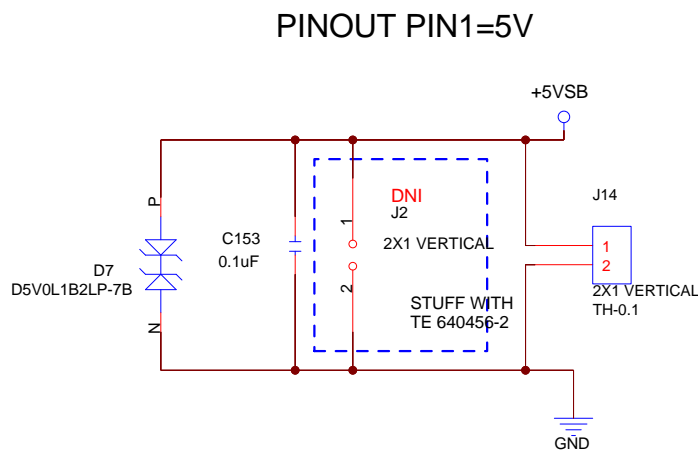 PINOUT PIN1=5V
+5VSB
P
N
D7
D5V0L1B2LP-7B
C153
0.1uF
DNI
J2
1
2
2X1 VERTICAL
STUFF WITH
TE 640456-2
J14
1
2
2X1 VERTICAL
TH-0.1
GND